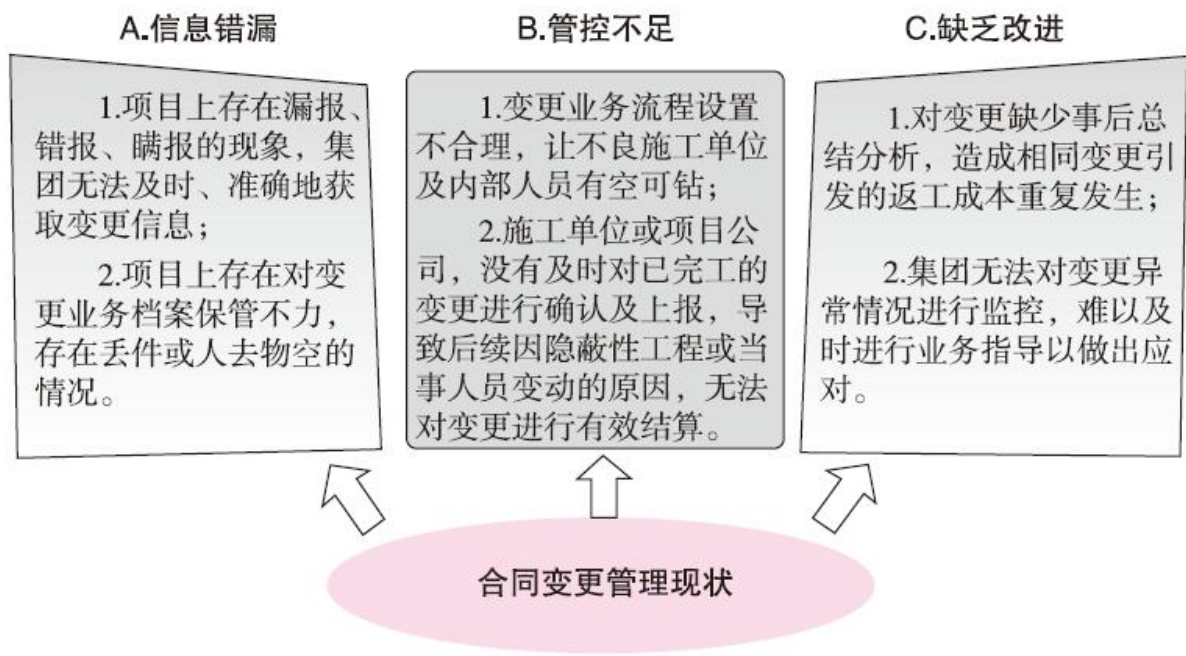 A.信息错漏
1.项目上存在漏报、
错报、瞒报的现象，集
团无法及时、准确地获
取变更信息；
2.项目上存在对变
更业务档案保管不力，
存在丢件或人去物空的
情况。
B.管控不足
1.变更业务流程设置
不合理，让不良施工单位
及内部人员有空可钻；
2.施工单位或项目公
司，没有及时对已完工的
变更进行确认及上报，导
致后续因隐蔽性工程或当
事人员变动的原因，无法
对变更进行有效结算。
C.缺乏改进
1.对变更缺少事后总
结分析，造成相同变更引
发的返工成本重复发生；
2.集团无法对变更异
常情况进行监控，难以及
时进行业务指导以做出应
对。
合同变更管理现状